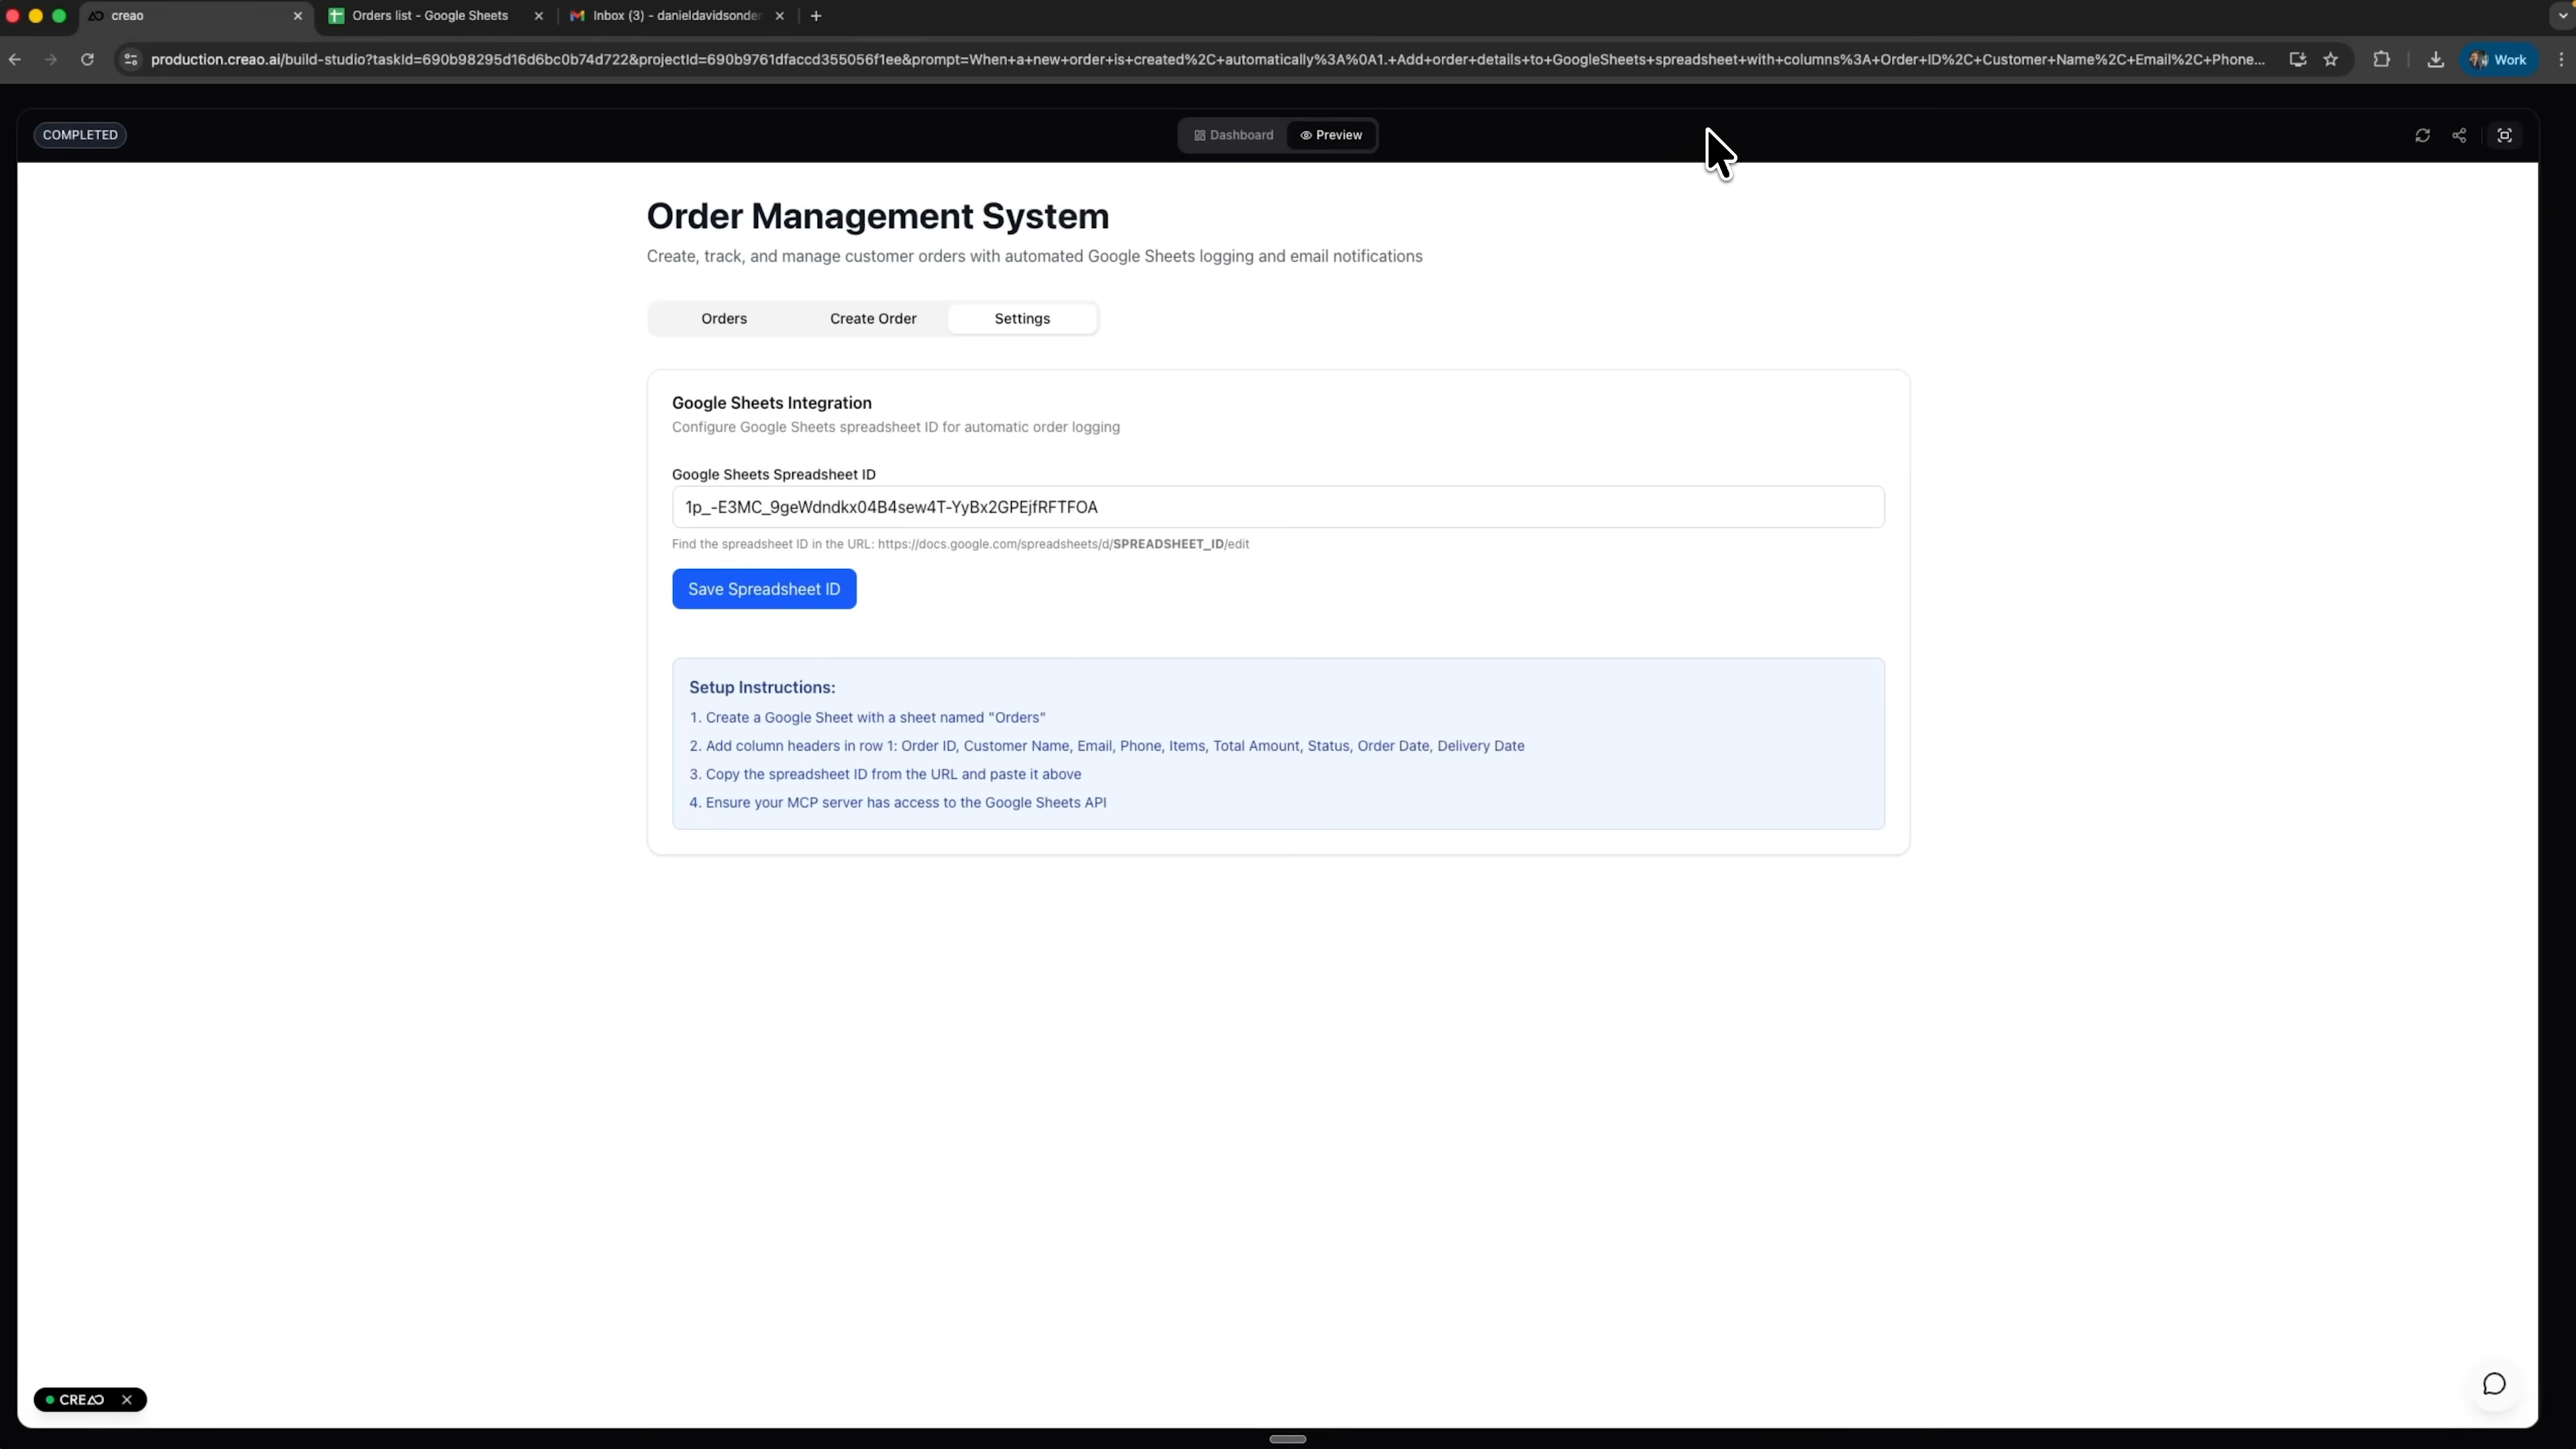 creao
Orders list - Google Sheets
Inbox (3) - danieldavidsonder
production.creao.ai/build-studio?taskId=690b98295d16d6bc0b74d722&projectId=690b9761dfaccd355056f1ee&prompt=When+a+new+order+is+created%2C+automatically%3A%0A1.+Add+order+details+to+GoogleSheets+spreadsheet+with+columns%3A+Order+ID%2C+Customer+Name%2C+Email%2C+Phone...
Work
COMPLETED
Dashboard
Preview
Order Management System
Create, track, and manage customer orders with automated Google Sheets logging and email notifications
Orders
Create Order
Settings
Google Sheets Integration
Configure Google Sheets spreadsheet ID for automatic order logging
Google Sheets Spreadsheet ID
1p_-E3MC_9geWdndkx04B4sew4T-YyBx2GPEjfRFTFOA
Find the spreadsheet ID in the URL: https://docs.google.com/spreadsheets/d/SPREADSHEET_ID/edit
Save Spreadsheet ID
Setup Instructions:
1. Create a Google Sheet with a sheet named "Orders"
2. Add column headers in row 1: Order ID, Customer Name, Email, Phone, Items, Total Amount, Status, Order Date, Delivery Date
3. Copy the spreadsheet ID from the URL and paste it above
4. Ensure your MCP server has access to the Google Sheets API
CREAO